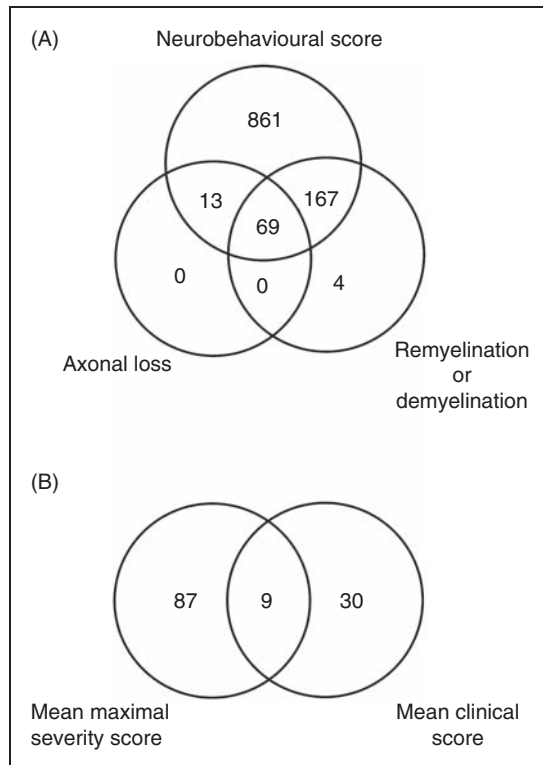 (A)
Neurobehavioural score
861
13
167
69
0
0
4
Axonal loss
Remyelination
or
demyelination
(B)
87
9
30
Mean maximal
severity score
Mean clinical
score